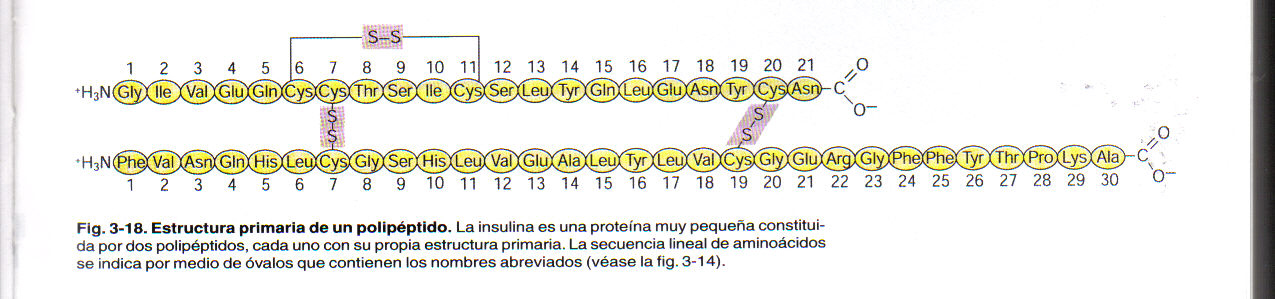 S–S
1 2 3 4 5 6 7 8 9 10 11 12 13 14 15 16 17 18 19 20 21
⁺H₃N Gly Ile Val Glu Gln Cys Cys Thr Ser Ile Cys Ser Leu Tyr Gln Leu Glu Asn Tyr Cys Asn C O O⁻
S S S S
⁺H₃N Phe Val Asn Gln His Leu Cys Gly Ser His Leu Val Glu Ala Leu Tyr Leu Val Cys Gly Glu Arg Gly Phe Phe Tyr Thr Pro Lys Ala C O O⁻
1 2 3 4 5 6 7 8 9 10 11 12 13 14 15 16 17 18 19 20 21 22 23 24 25 26 27 28 29 30
Fig. 3-18. Estructura primaria de un polipéptido. La insulina es una proteína muy pequeña constitui-
da por dos polipéptidos, cada uno con su propia estructura primaria. La secuencia lineal de aminoácidos
se indica por medio de óvalos que contienen los nombres abreviados (véase la fig. 3-14).